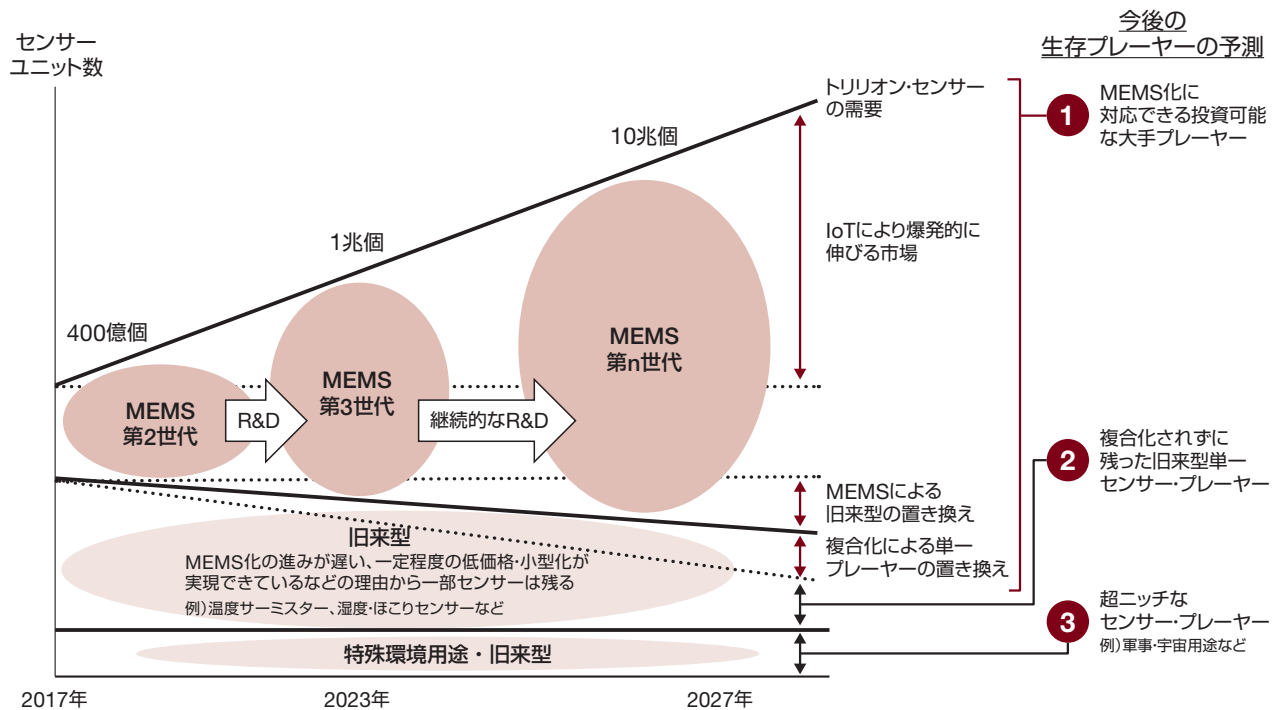 センサー
ユニット数
今後の
生存プレーヤーの予測
トリリオン・センサー
の需要
1
MEMS化に
対応できる投資可能
な大手プレーヤー
10兆個
1兆個
400億個
IoTにより爆発的に
伸びる市場
MEMS
第2世代
R&D
MEMS
第3世代
継続的なR&D
MEMS
第n世代
2
複合化されずに
残った旧来型単一
センサー・プレーヤー
MEMSによる
旧来型の置き換え
複合化による単一
プレーヤーの置き換え
旧来型
MEMS化の進みが遅い、一定程度の低価格・小型化が
実現できているなどの理由から一部センサーは残る
例）温度サーミスター、湿度・ほこりセンサーなど
3
超ニッチな
センサー・プレーヤー
例）軍事・宇宙用途など
特殊環境用途・旧来型
2017年
2023年
2027年